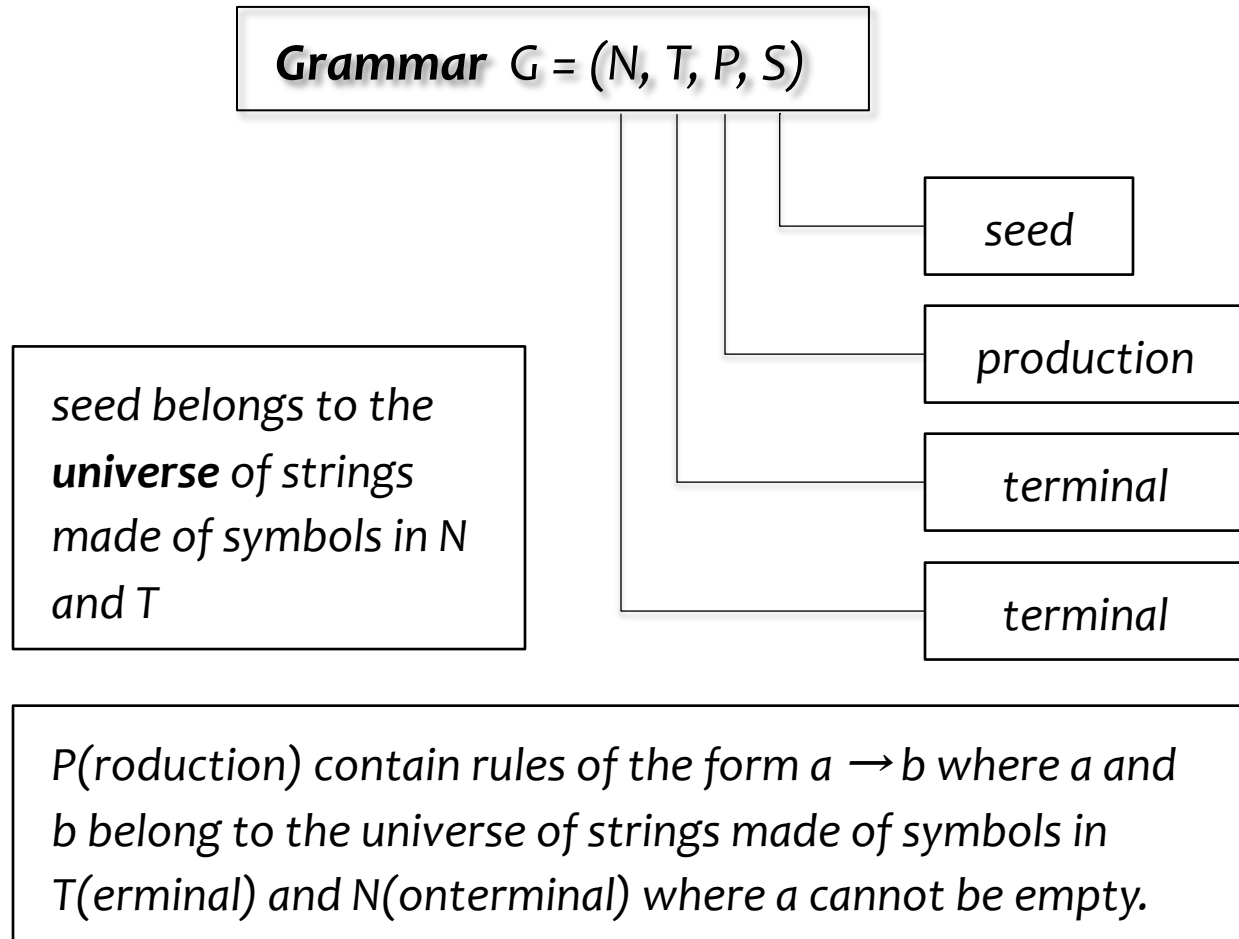 Grammar G = (N, T, P, S)
seed
production
terminal
terminal
seed belongs to the
universe of strings
made of symbols in N
and T
P(roduction) contain rules of the form a → b where a and
b belong to the universe of strings made of symbols in
T(erminal) and N(onterminal) where a cannot be empty.